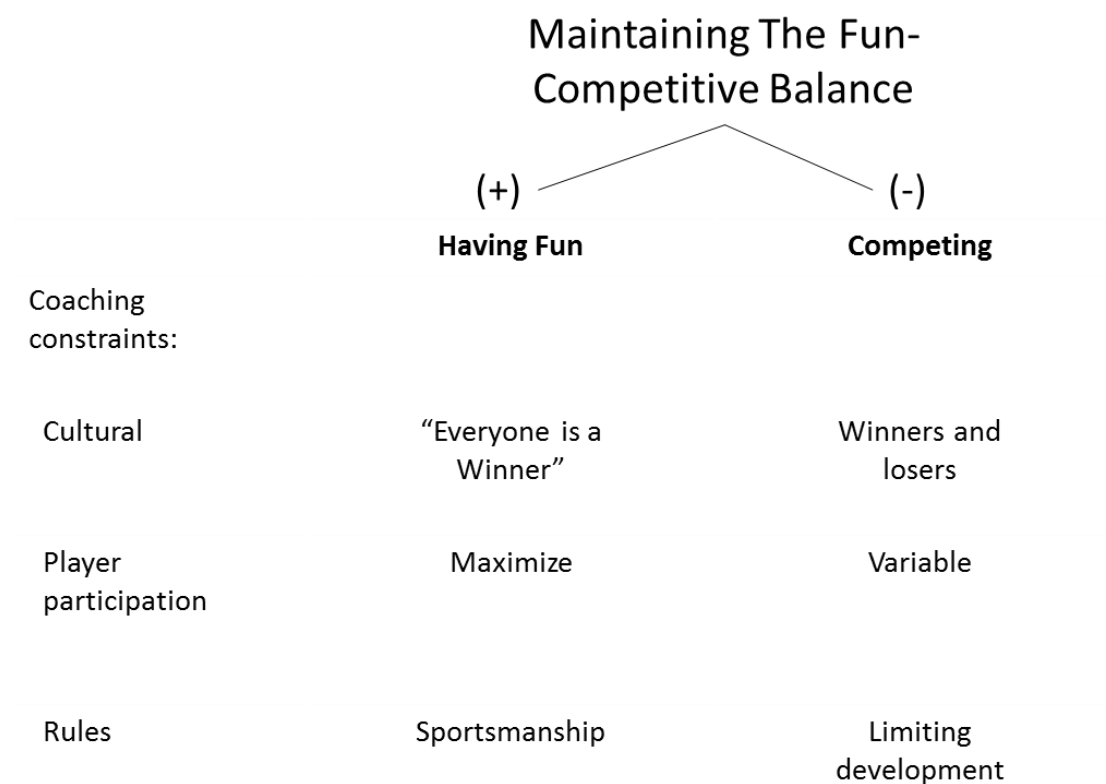 Maintaining The Fun-
Competitive Balance
(+) (-)
Having Fun Competing
Coaching
constraints:
Cultural “Everyone is a Winners and
Winner” losers
Player Maximize Variable
participation
Rules Sportsmanship Limiting
development